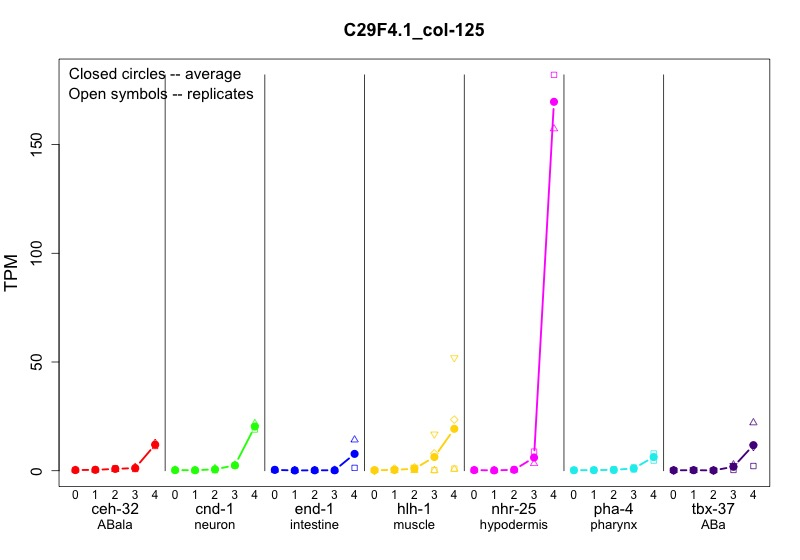 C29F4.1_col-125
Closed circles -- average
Open symbols -- replicates
TPM
150
100
50
0
0 1 2 3 4 0 1 2 3 4 0 1 2 3 4 0 1 2 3 4 0 1 2 3 4 0 1 2 3 4 0 1 2 3 4
ceh-32 cnd-1 end-1 hlh-1 nhr-25 pha-4 tbx-37
ABala neuron intestine muscle hypodermis pharynx ABa